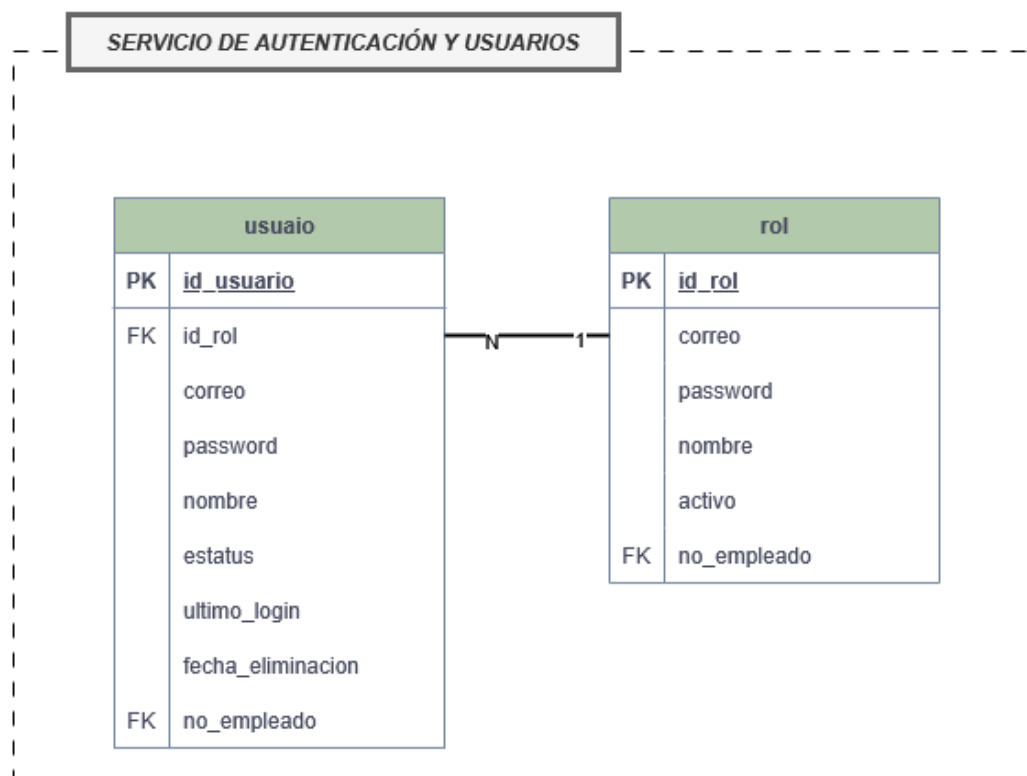 SERVICIO DE AUTENTICACIÓN Y USUARIOS
usuaio
PK id_usuario
FK id_rol
correo
password
nombre
estatus
ultimo_login
fecha_eliminacion
FK no_empleado
N 1
rol
PK id_rol
correo
password
nombre
activo
FK no_empleado